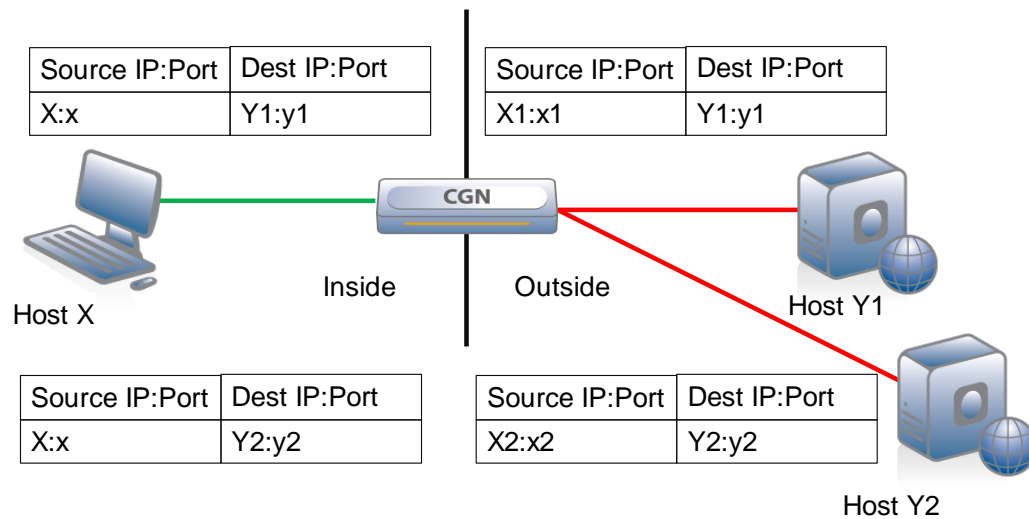 Source IP:Port Dest IP:Port Source IP:Port Dest IP:Port
X:x Y1:y1 X1:x1 Y1:y1
CGN
Inside Outside
Host X Host Y1
Source IP:Port Dest IP:Port Source IP:Port Dest IP:Port
X:x Y2:y2 X2:x2 Y2:y2
Host Y2